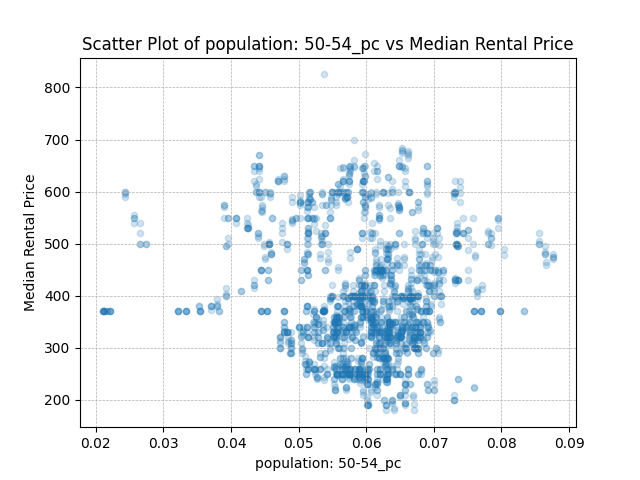 Scatter Plot of population: 50-54_pc vs Median Rental Price
800
700
600
500
400
300
200
Median Rental Price
0.02 0.03 0.04 0.05 0.06 0.07 0.08 0.09
population: 50-54_pc